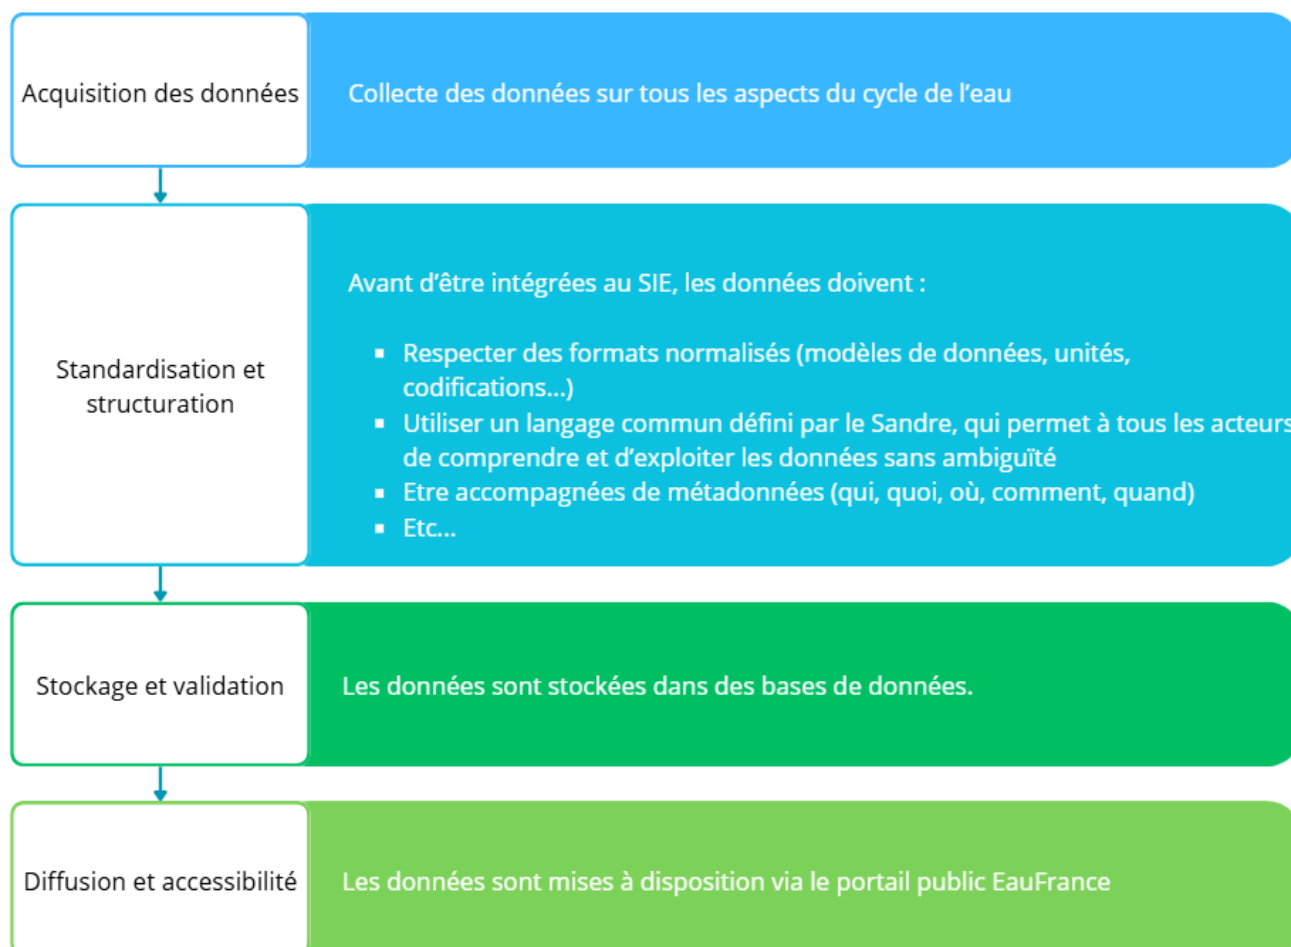 Acquisition des données
Collecte des données sur tous les aspects du cycle de l'eau
Standardisation et
structuration
Avant d'être intégrées au SIE, les données doivent :
▪ Respecter des formats normalisés (modèles de données, unités,
codifications...)
▪ Utiliser un langage commun défini par le Sandre, qui permet à tous les acteurs
de comprendre et d'exploiter les données sans ambiguïté
▪ Etre accompagnées de métadonnées (qui, quoi, où, comment, quand)
▪ Etc...
Stockage et validation
Les données sont stockées dans des bases de données.
Diffusion et accessibilité
Les données sont mises à disposition via le portail public EauFrance